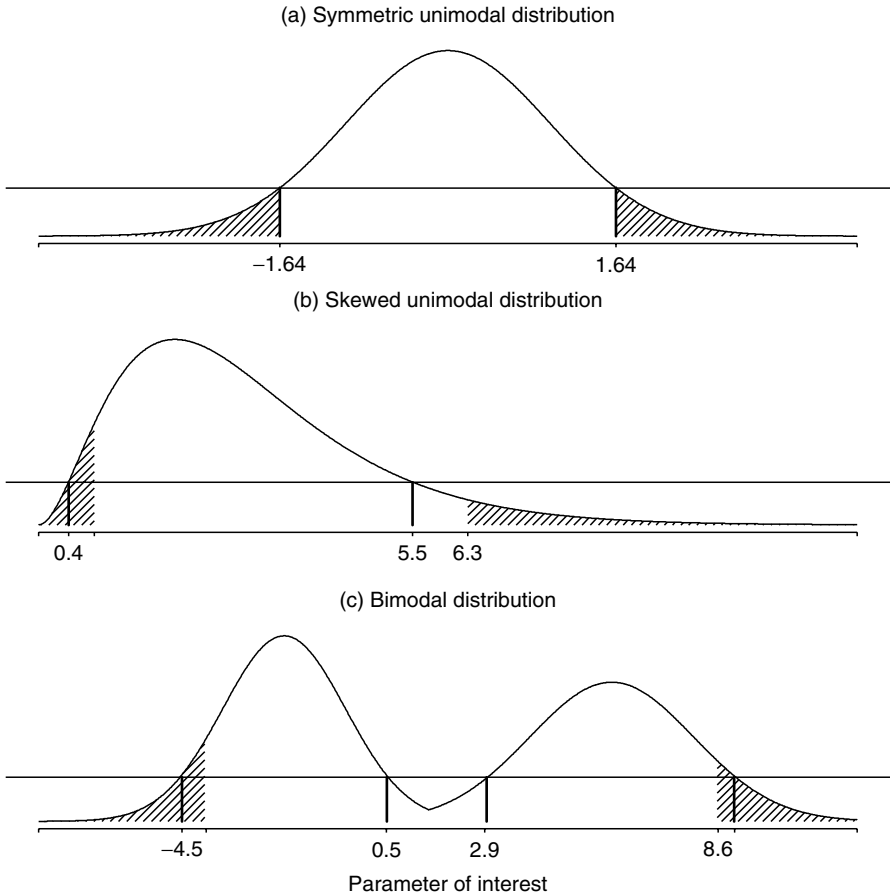 (a) Symmetric unimodal distribution
−1.64 1.64
(b) Skewed unimodal distribution
0.4 5.5 6.3
(c) Bimodal distribution
−4.5 0.5 2.9 8.6
Parameter of interest